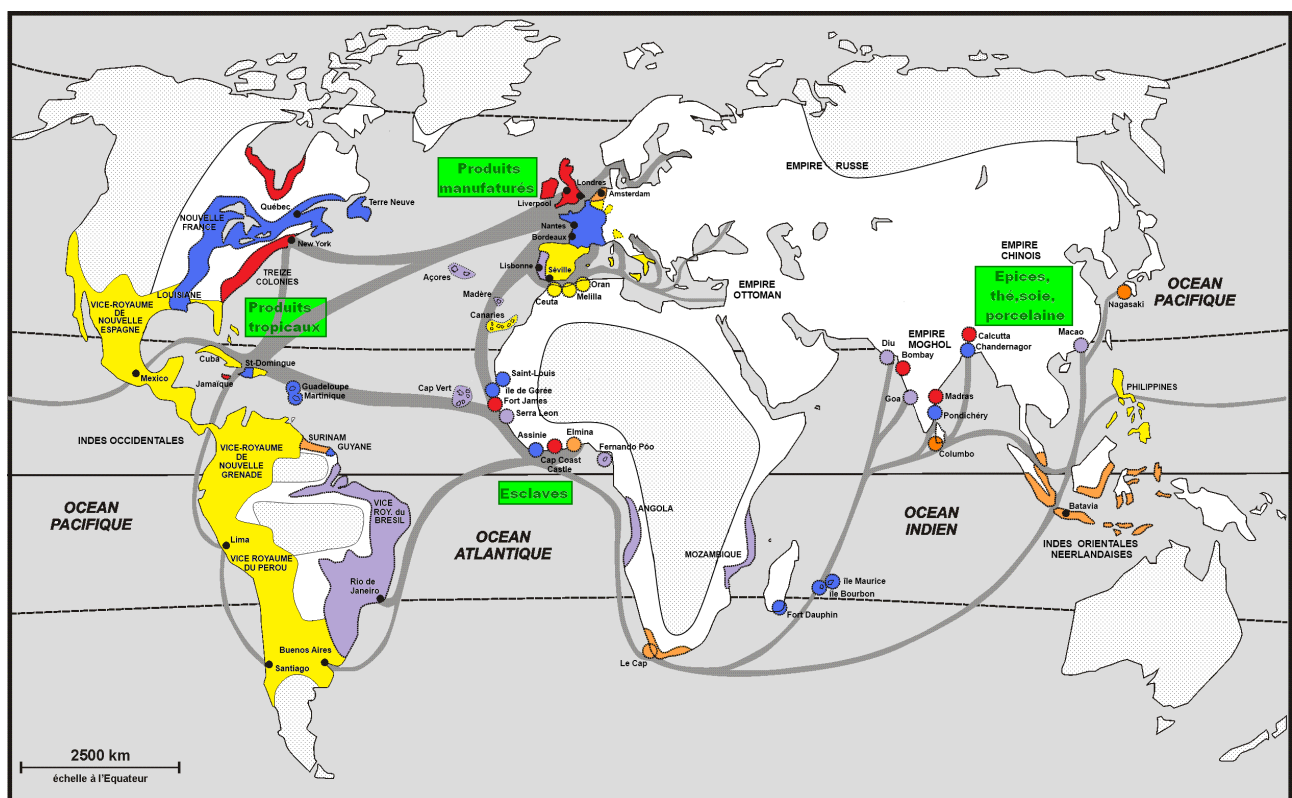 Produits
manufaturés
Londres
Liverpool
Amsterdam
EMPIRE RUSSE
Québec
Terre Neuve
NOUVELLE
FRANCE
New York
Nantes
Bordeaux
TREIZE
COLONIES
LOUISIANE
Açores
Lisbonne
Séville
Oran
Ceuta
Melilla
Madère
Canaries
EMPIRE
OTTOMAN
EMPIRE
CHINOIS
Epices,
thé,soie,
porcelaine
OCEAN
PACIFIQUE
Nagasaki
VICE-ROYAUME
DE
NOUVELLE
ESPAGNE
Produits
tropicaux
Cuba
St-Domingue
Mexico
Jamaïque
Guadeloupe
Martinique
Cap Vert
Saint-Louis
île de Gorée
Fort James
Serra Leon
Diu
EMPIRE
MOGHOL
Bombay
Calcutta
Chandernagor
Macao
Goa
Madras
Pondichéry
Columbo
PHILIPPINES
INDES OCCIDENTALES
VICE-ROYAUME
DE
NOUVELLE
GRENADE
SURINAM
GUYANE
Assinie
Elmina
Cap Coast
Castle
Fernando Póo
Esclaves
OCEAN
PACIFIQUE
VICE
ROY. du
BRESIL
OCEAN
ATLANTIQUE
ANGOLA
MOZAMBIQUE
OCEAN
INDIEN
Batavia
INDES ORIENTALES
NEERLANDAISES
Lima
VICE ROYAUME
DU PEROU
Rio de
Janeiro
île Maurice
île Bourbon
Fort Dauphin
Buenos Aires
Santiago
Le Cap
2500 km
échelle à l'Equateur